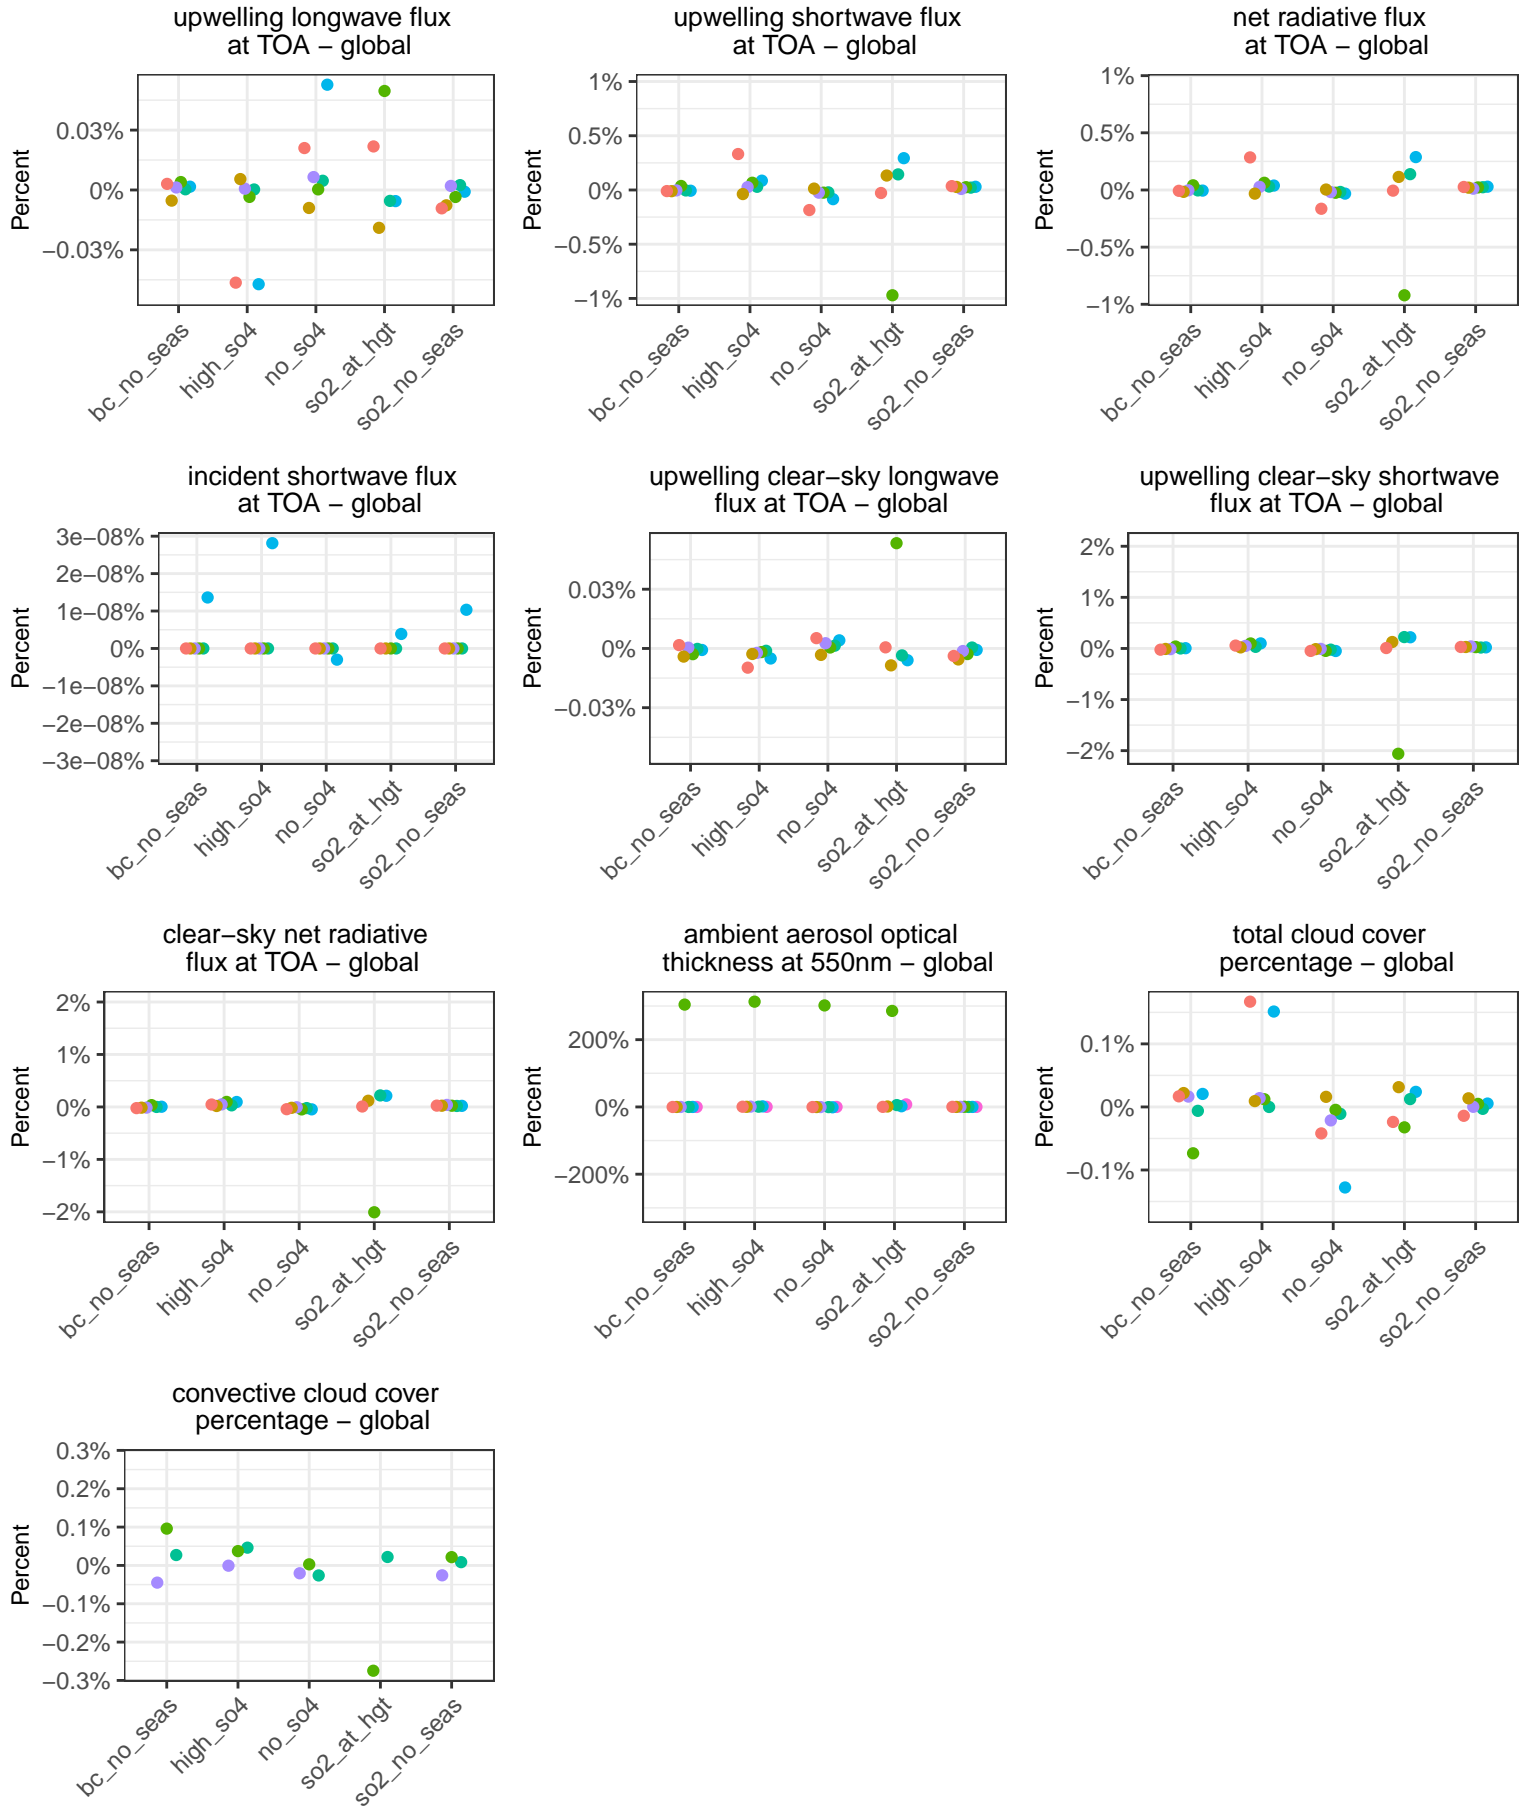 upwelling longwave flux
at TOA − global
Percent
0.03%
0%
−0.03%
bc_no_seas
high_so4
no_so4
so2_at_hgt
so2_no_seas
upwelling shortwave flux
at TOA − global
Percent
1%
0.5%
0%
−0.5%
−1%
bc_no_seas
high_so4
no_so4
so2_at_hgt
so2_no_seas
net radiative flux
at TOA − global
Percent
1%
0.5%
0%
−0.5%
−1%
bc_no_seas
high_so4
no_so4
so2_at_hgt
so2_no_seas
incident shortwave flux
at TOA − global
Percent
3e−08%
2e−08%
1e−08%
0%
−1e−08%
−2e−08%
−3e−08%
bc_no_seas
high_so4
no_so4
so2_at_hgt
so2_no_seas
upwelling clear−sky longwave
flux at TOA − global
Percent
0.03%
0%
−0.03%
bc_no_seas
high_so4
no_so4
so2_at_hgt
so2_no_seas
upwelling clear−sky shortwave
flux at TOA − global
Percent
2%
1%
0%
−1%
−2%
bc_no_seas
high_so4
no_so4
so2_at_hgt
so2_no_seas
clear−sky net radiative
flux at TOA − global
Percent
2%
1%
0%
−1%
−2%
bc_no_seas
high_so4
no_so4
so2_at_hgt
so2_no_seas
ambient aerosol optical
thickness at 550nm − global
Percent
200%
0%
−200%
bc_no_seas
high_so4
no_so4
so2_at_hgt
so2_no_seas
total cloud cover
percentage − global
Percent
0.1%
0%
−0.1%
bc_no_seas
high_so4
no_so4
so2_at_hgt
so2_no_seas
convective cloud cover
percentage − global
Percent
0.3%
0.2%
0.1%
0%
−0.1%
−0.2%
−0.3%
bc_no_seas
high_so4
no_so4
so2_at_hgt
so2_no_seas